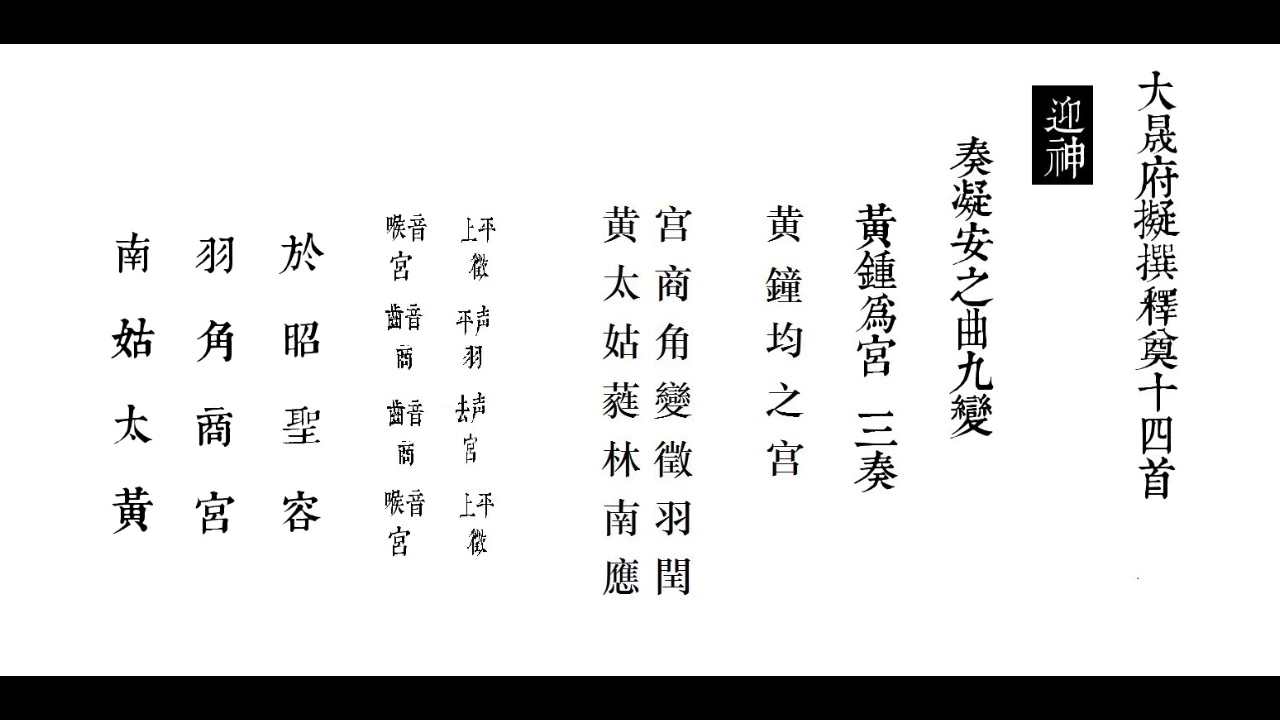 大晟府擬撰釋奠十四首
迎神
奏凝安之曲九變
黃鍾爲宮 三奏
黄鐘均之宫
宫商角變徵羽閏
黄太姑蕤林南應
上平徵 平声羽 去声宮 上平徵
喉音宮 齒音商 齒音商 喉音宮
於昭聖容
羽角商宮
南姑太黃